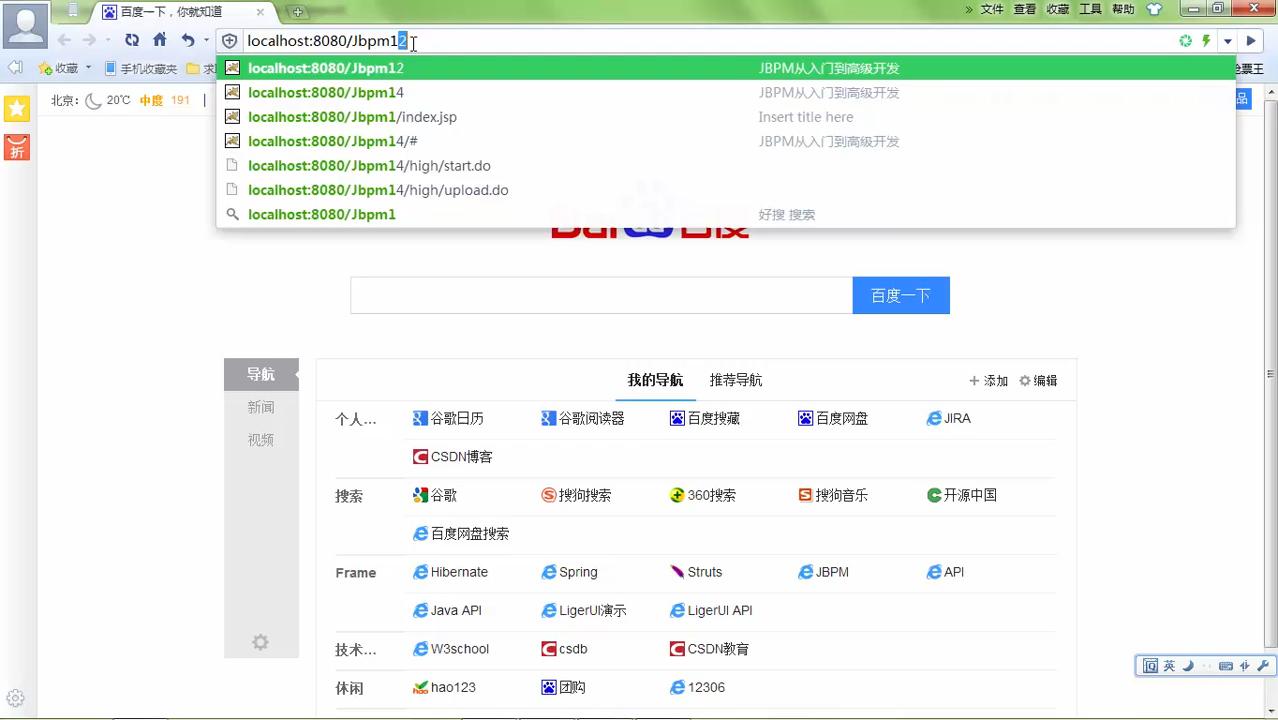 百度一下，你就知道
文件 查看 收藏 工具 帮助
localhost:8080/Jbpm12
收藏 手机收藏夹 抢票王
localhost:8080/Jbpm12 JBPM从入门到高级开发
localhost:8080/Jbpm14 JBPM从入门到高级开发
localhost:8080/Jbpm1/index.jsp Insert title here
localhost:8080/Jbpm14/# JBPM从入门到高级开发
localhost:8080/Jbpm14/high/start.do
localhost:8080/Jbpm14/high/upload.do
localhost:8080/Jbpm1 好搜 搜索
北京: 20℃ 中度 191
折
百度一下
导航
新闻
视频
我的导航 推荐导航 添加 编辑
个人... 谷歌日历 谷歌阅读器 百度搜藏 百度网盘 JIRA
CSDN博客
搜索 谷歌 搜狗搜索 360搜索 搜狗音乐 开源中国
百度网盘搜索
Frame Hibernate Spring Struts JBPM API
Java API LigerUI演示 LigerUI API
技术... W3school csdb CSDN教育
休闲 hao123 团购 12306
英